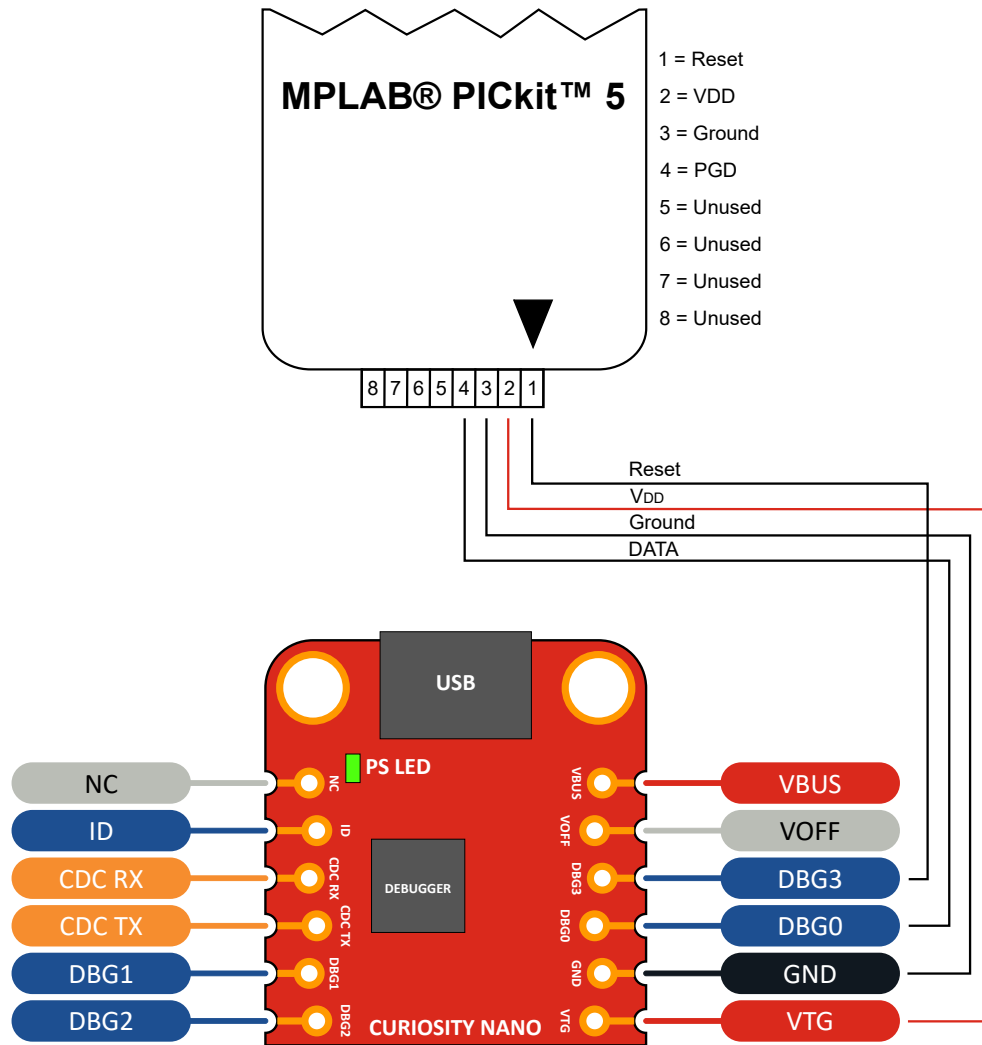 MPLAB® PICkit™ 5
1 = Reset
2 = VDD
3 = Ground
4 = PGD
5 = Unused
6 = Unused
7 = Unused
8 = Unused
8 7 6 5 4 3 2 1
Reset
VDD
Ground
DATA
USB
PS LED
NC
NC
VBUS
VBUS
ID
ID
VOFF
VOFF
CDC RX
CDC RX
DEBUGGER
DBG3
DBG3
CDC TX
CDC TX
DBG0
DBG0
DBG1
DBG1
GND
GND
DBG2
DBG2
CURIOSITY NANO
VTG
VTG